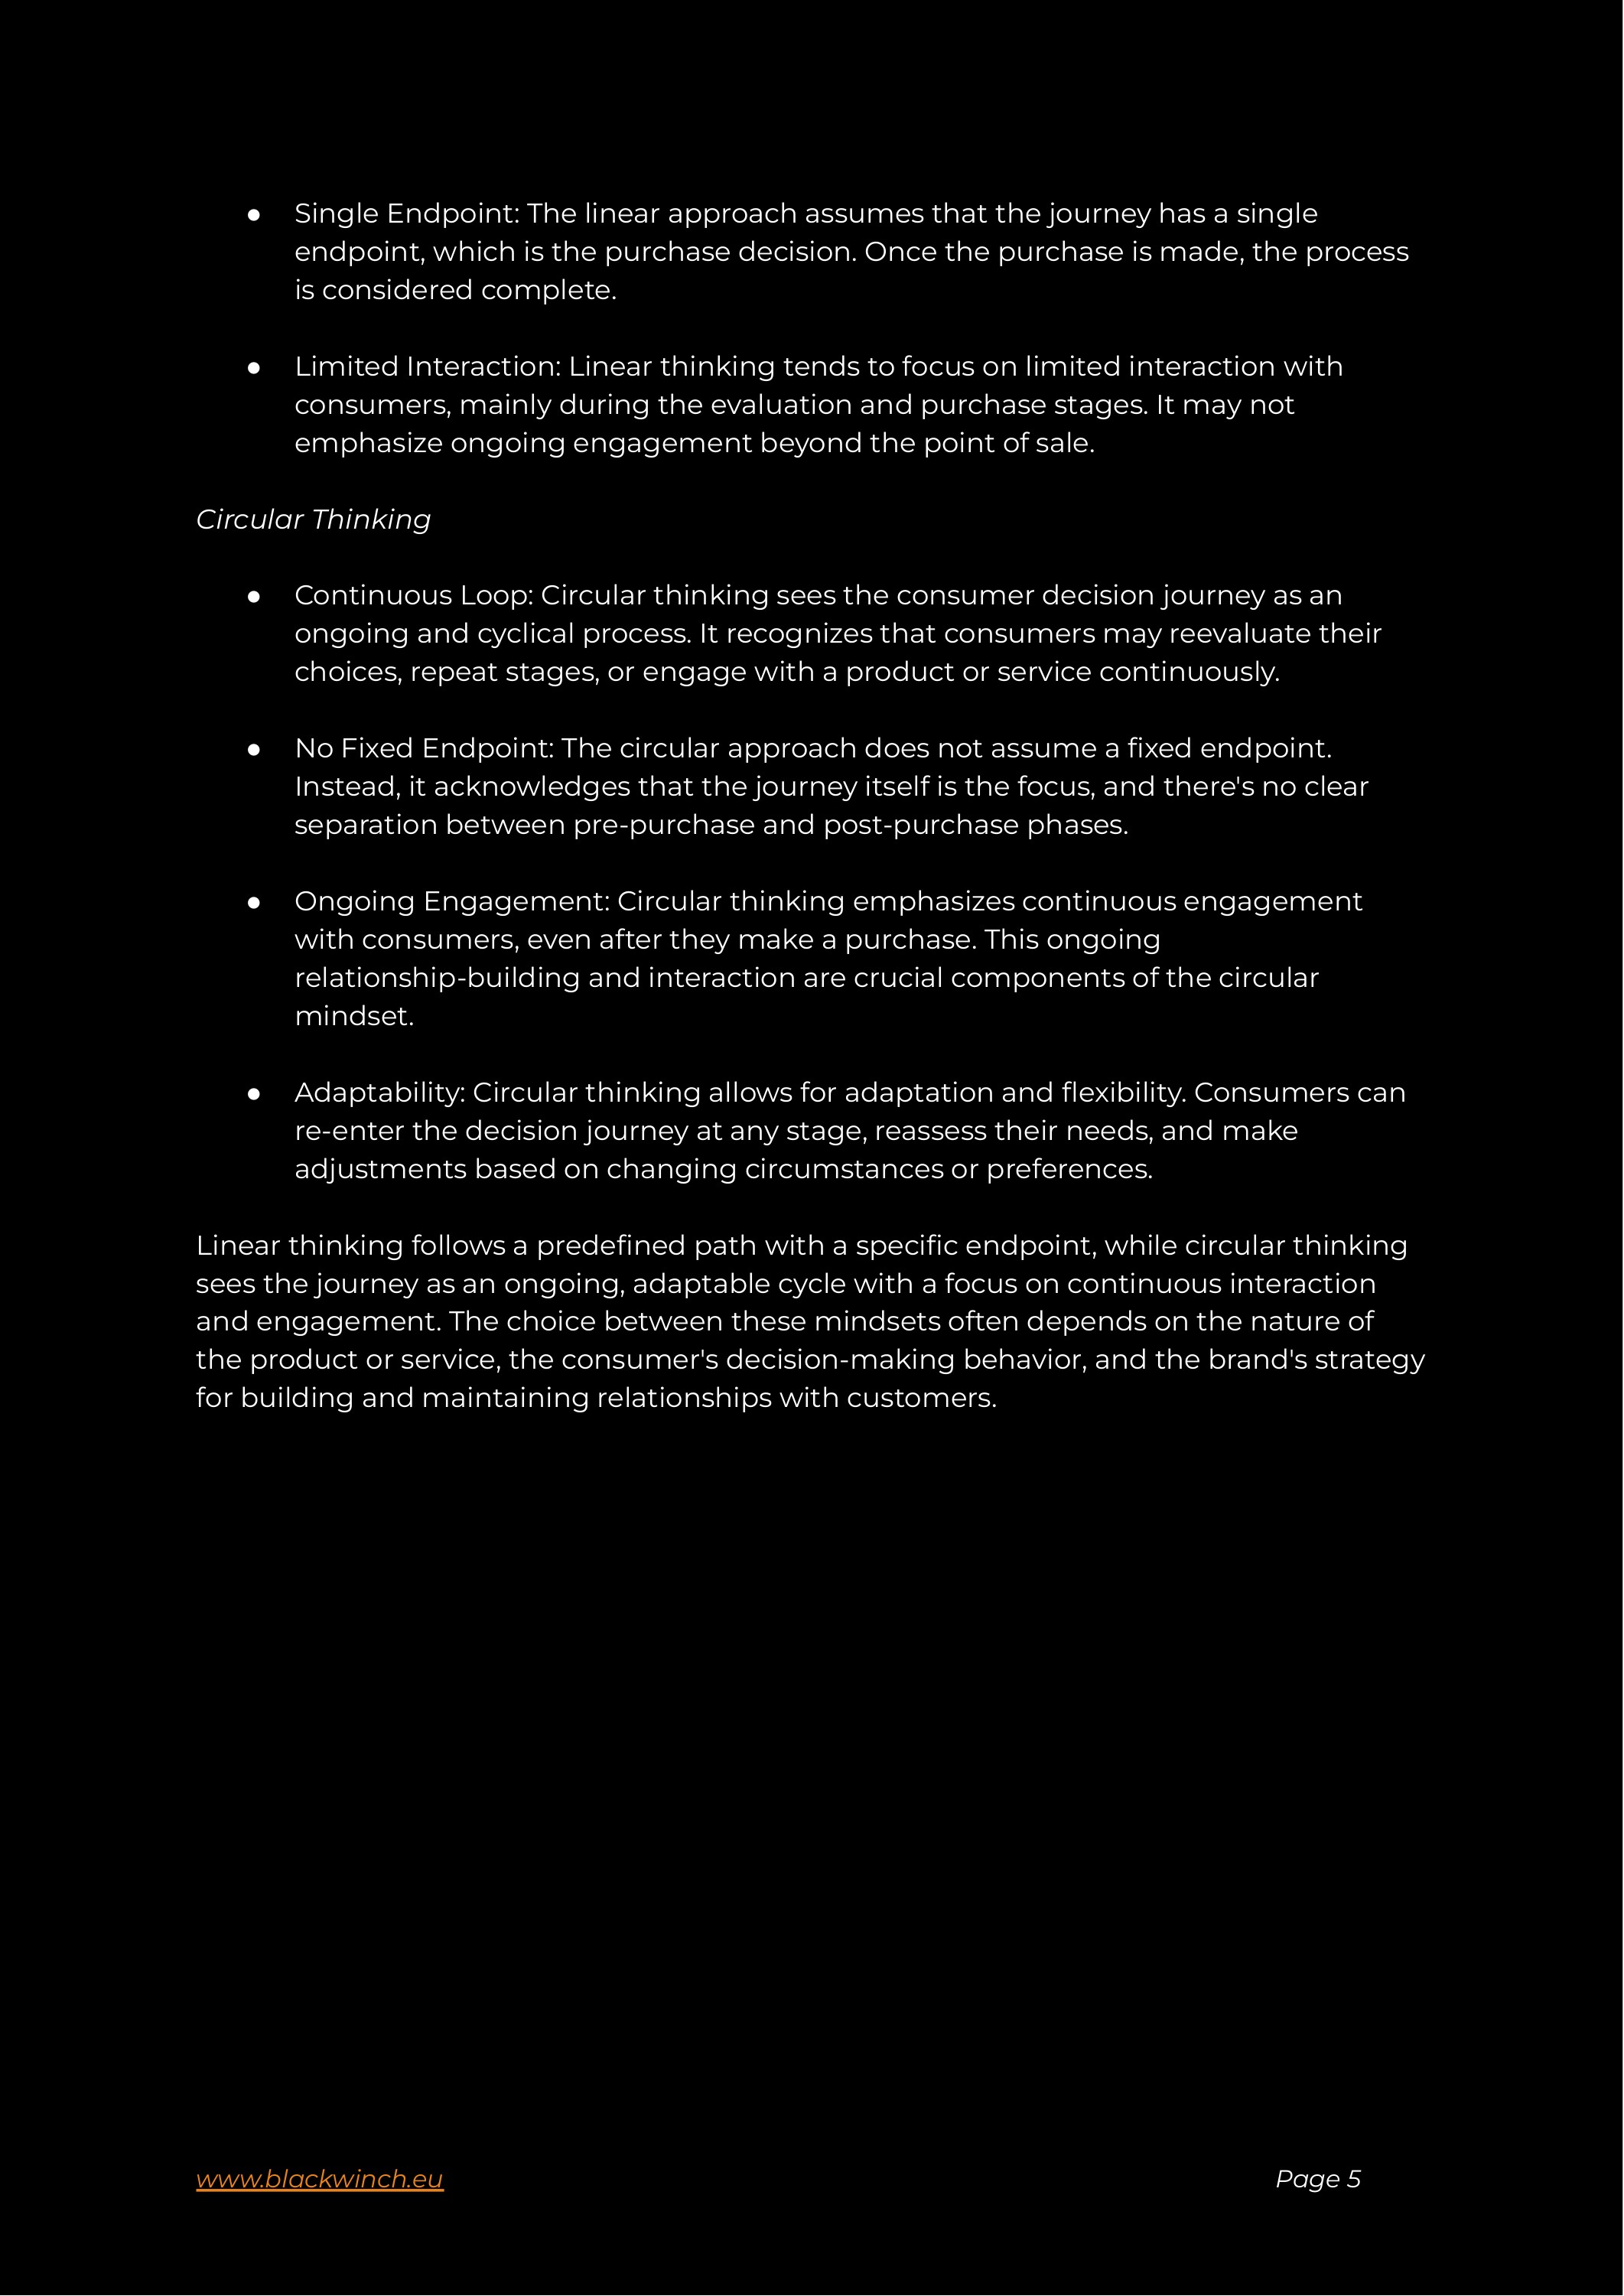 ● Single Endpoint: The linear approach assumes that the journey has a single
endpoint, which is the purchase decision. Once the purchase is made, the process
is considered complete.
● Limited Interaction: Linear thinking tends to focus on limited interaction with
consumers, mainly during the evaluation and purchase stages. It may not
emphasize ongoing engagement beyond the point of sale.
Circular Thinking
● Continuous Loop: Circular thinking sees the consumer decision journey as an
ongoing and cyclical process. It recognizes that consumers may reevaluate their
choices, repeat stages, or engage with a product or service continuously.
● No Fixed Endpoint: The circular approach does not assume a fixed endpoint.
Instead, it acknowledges that the journey itself is the focus, and there's no clear
separation between pre-purchase and post-purchase phases.
● Ongoing Engagement: Circular thinking emphasizes continuous engagement
with consumers, even after they make a purchase. This ongoing
relationship-building and interaction are crucial components of the circular
mindset.
● Adaptability: Circular thinking allows for adaptation and flexibility. Consumers can
re-enter the decision journey at any stage, reassess their needs, and make
adjustments based on changing circumstances or preferences.
Linear thinking follows a predefined path with a specific endpoint, while circular thinking
sees the journey as an ongoing, adaptable cycle with a focus on continuous interaction
and engagement. The choice between these mindsets often depends on the nature of
the product or service, the consumer's decision-making behavior, and the brand's strategy
for building and maintaining relationships with customers.
www.blackwinch.eu Page 5